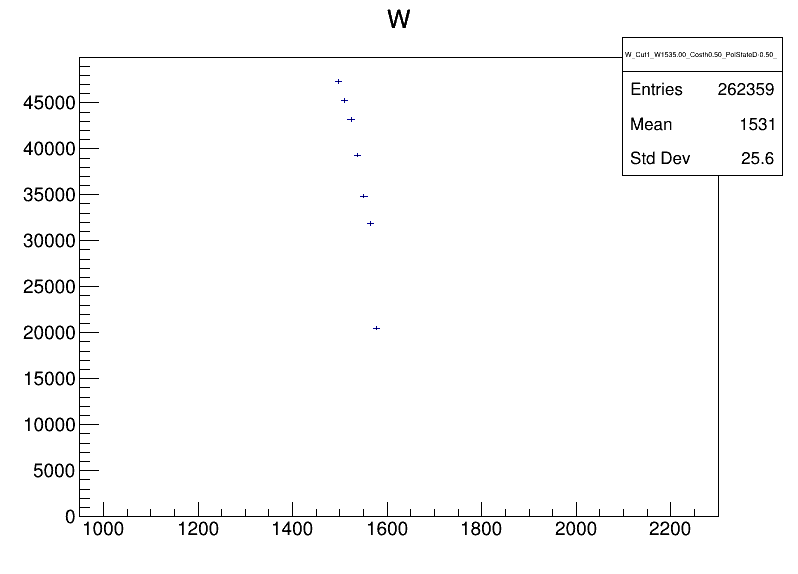 W
W_Cut1_W1535.00_Costh0.50_PolStateD-0.50_
Entries 262359
Mean 1531
Std Dev 25.6
45000
40000
35000
30000
25000
20000
15000
10000
5000
0
1000 1200 1400 1600 1800 2000 2200